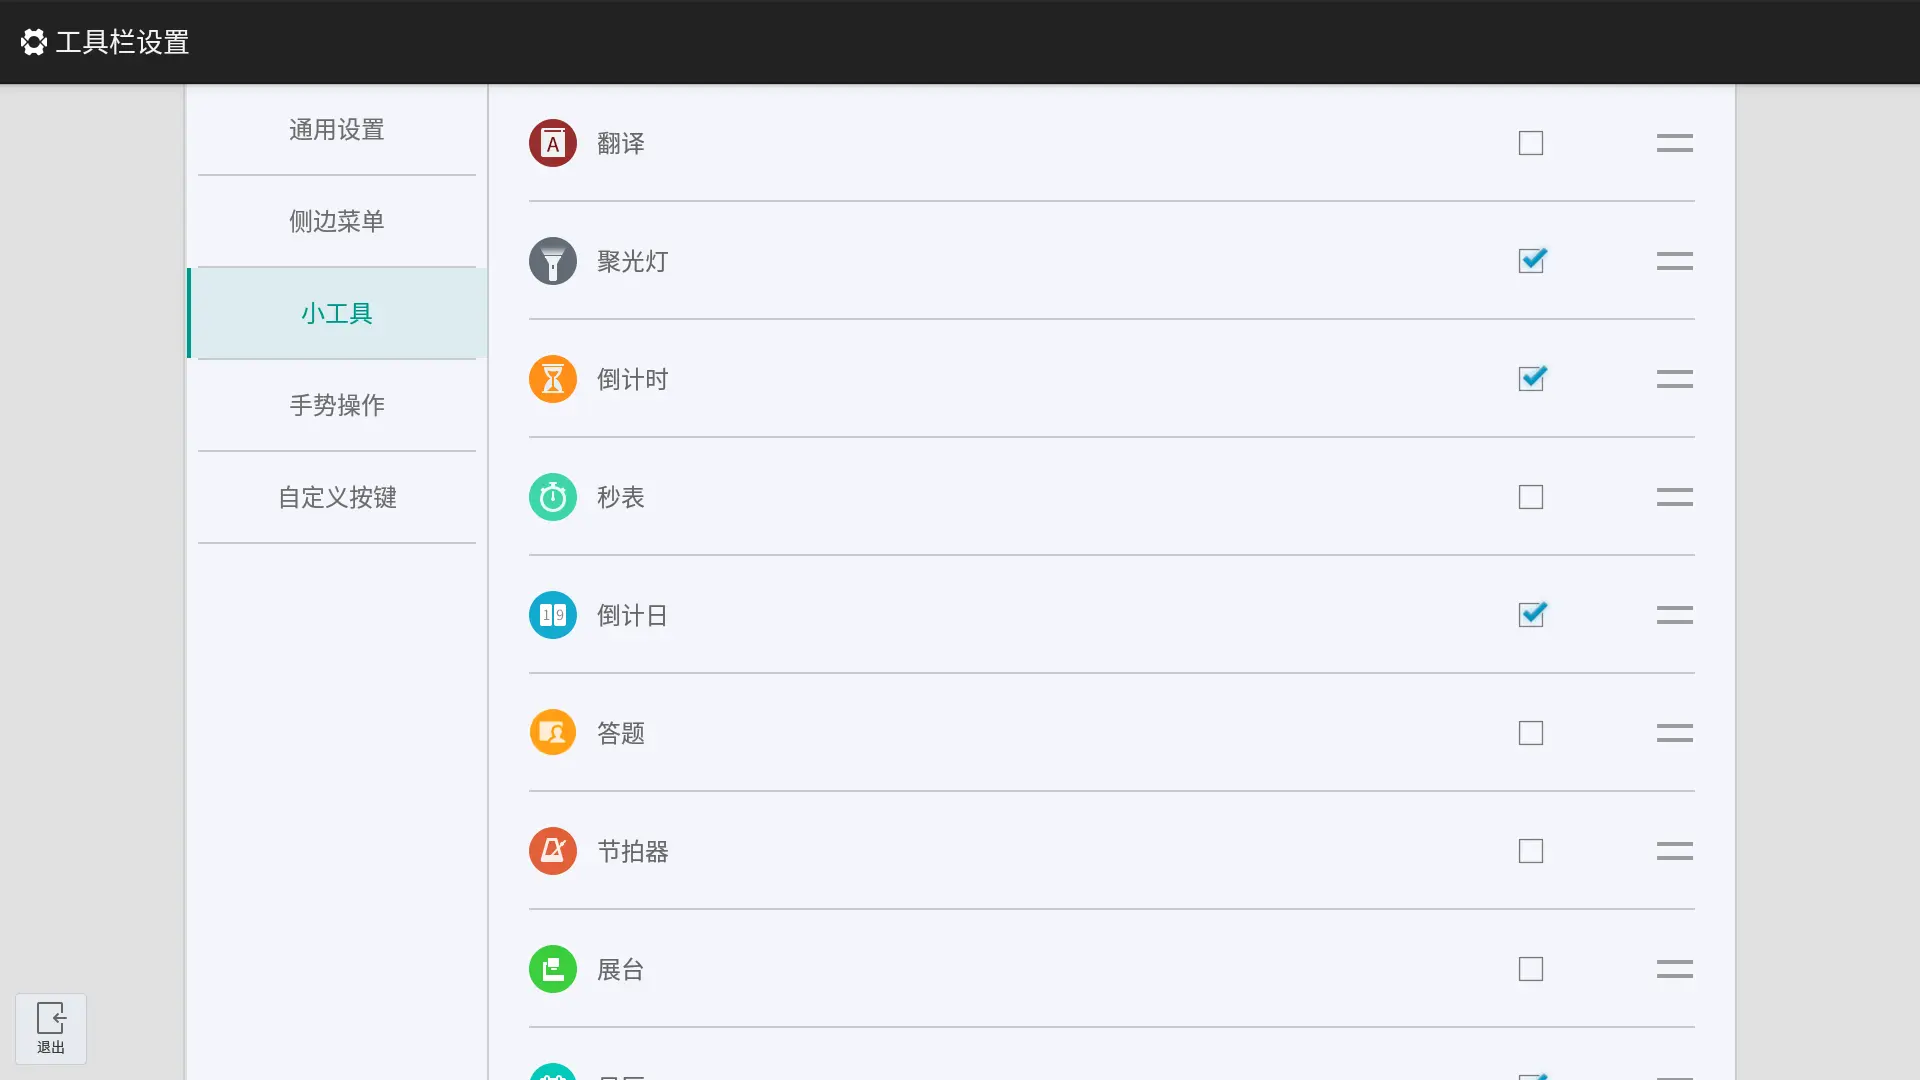 工具栏设置
通用设置
侧边菜单
小工具
手势操作
自定义按键
翻译
聚光灯
倒计时
秒表
倒计日
答题
节拍器
展台
退出